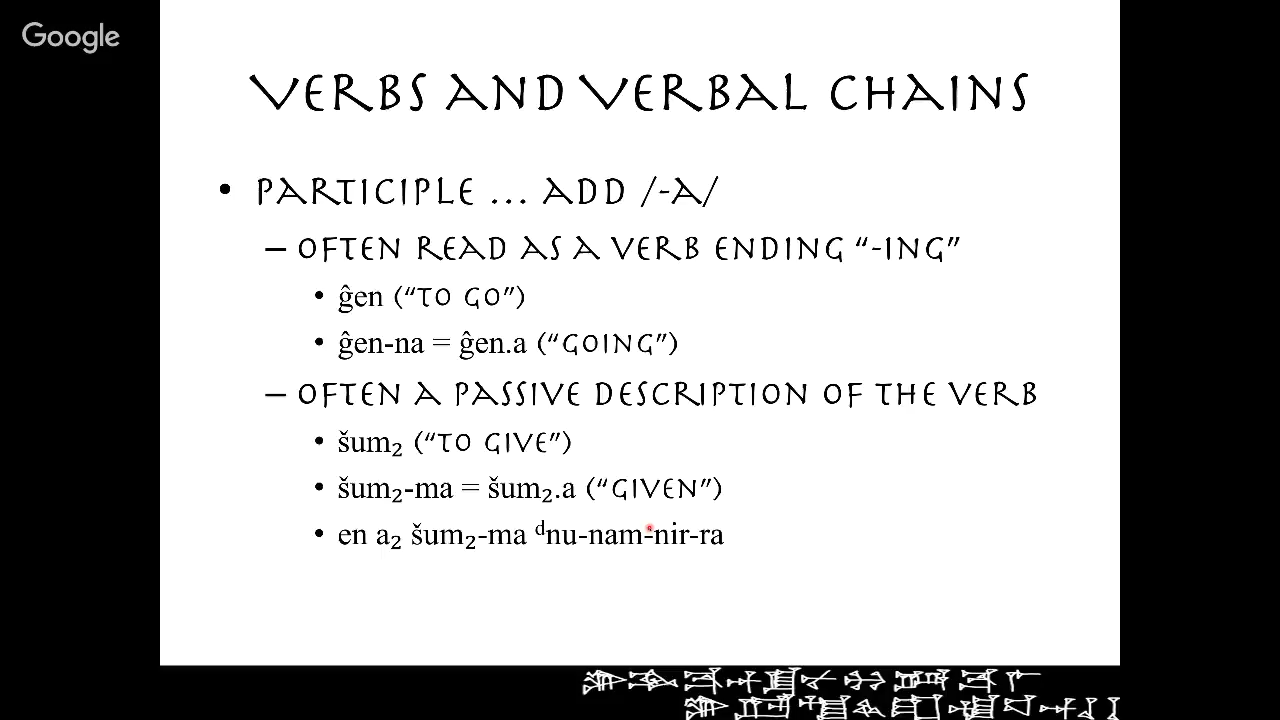 Google
VERBS AND VERBAL CHAINS
• PARTICIPLE ... ADD /-A/
– OFTEN READ AS A VERB ENDING “-ING”
• ĝen (“TO GO”)
• ĝen-na = ĝen.a (“GOING”)
– OFTEN A PASSIVE DESCRIPTION OF THE VERB
• šum₂ (“TO GIVE”)
• šum₂-ma = šum₂.a (“GIVEN”)
• en a₂ šum₂-ma ᵈnu-nam-nir-ra